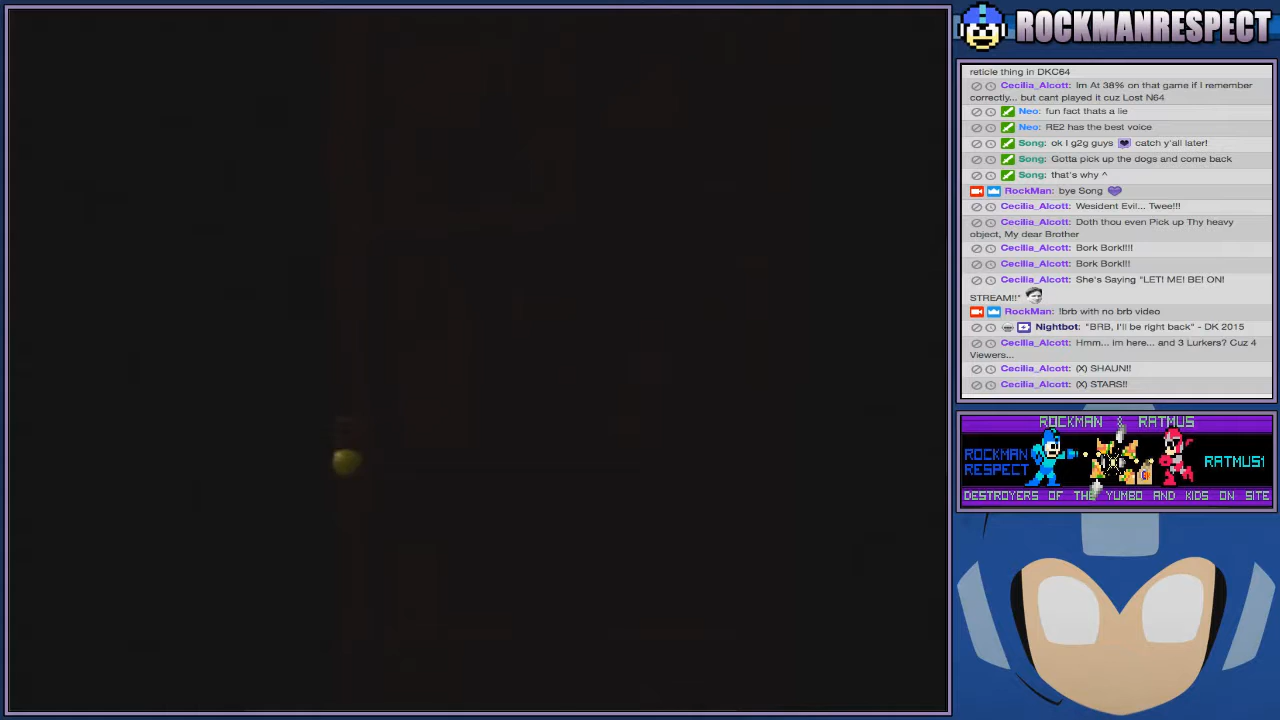 ROCKMANRESPECT
reticle thing in DKC64
Cecilia_Alcott: Im At 38% on that game if I remember
correctly... but cant played it cuz Lost N64
Neo: fun fact thats a lie
Neo: RE2 has the best voice
Song: ok I g2g guys catch y'all later!
Song: Gotta pick up the dogs and come back
Song: that's why ^
RockMan: bye Song
Cecilia_Alcott: Wesident Evil... Twee!!!
Cecilia_Alcott: Doth thou even Pick up Thy heavy
object, My dear Brother
Cecilia_Alcott: Bork Bork!!!!
Cecilia_Alcott: Bork Bork!!!
Cecilia_Alcott: She's Saying "LET! ME! BE! ON!
STREAM!!"
RockMan: !brb with no brb video
Nightbot: "BRB, I'll be right back" - DK 2015
Cecilia_Alcott: Hmm... im here... and 3 Lurkers? Cuz 4
Viewers...
Cecilia_Alcott: (X) SHAUN!!
Cecilia_Alcott: (X) STARS!!
ROCKMAN & RATMUS
ROCKMAN
RESPECT
RATMUS1
DESTROYERS OF THE YUMBO AND KIDS ON SITE